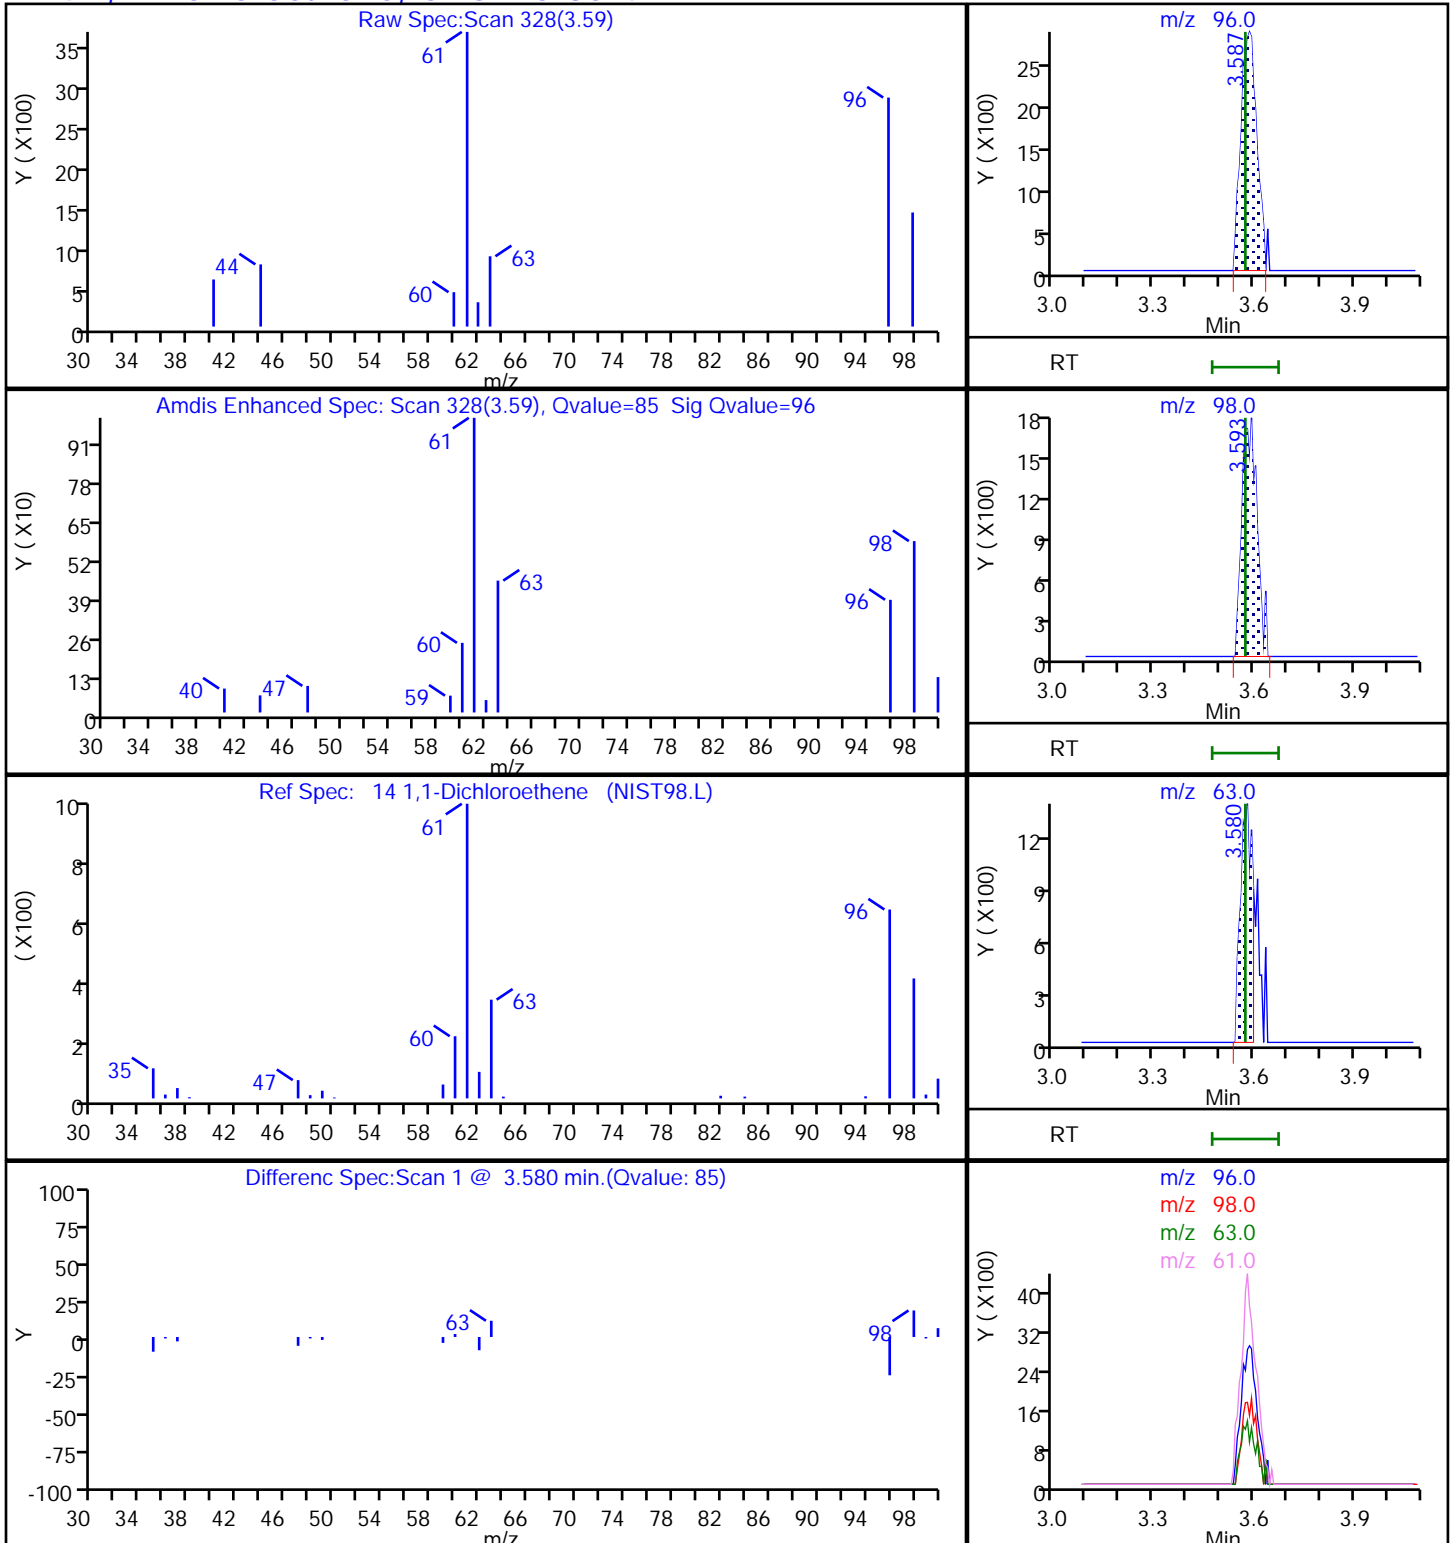 Raw Spec:Scan 328(3.59)
Y ( X100)
35
30
25
20
15
10
5
0
61
96
44
60
63
30 34 38 42 46 50 54 58 62 66 70 74 78 82 86 90 94 98
m/z
m/z 96.0
Y ( X100)
25
20
15
10
5
0
3.587
3.0 3.3 3.6 3.9
Min
RT
Amdis Enhanced Spec: Scan 328(3.59), Qvalue=85 Sig Qvalue=96
Y ( X10)
91
78
65
52
39
26
13
0
61
98
63
96
60
40
47
59
30 34 38 42 46 50 54 58 62 66 70 74 78 82 86 90 94 98
m/z
m/z 98.0
Y ( X100)
18
15
12
9
6
3
0
3.593
3.0 3.3 3.6 3.9
Min
RT
Ref Spec: 14 1,1-Dichloroethene (NIST98.L)
( X100)
10
8
6
4
2
0
61
96
63
60
35
47
30 34 38 42 46 50 54 58 62 66 70 74 78 82 86 90 94 98
m/z 63.0
Y ( X100)
12
9
6
3
0
3.580
3.0 3.3 3.6 3.9
Min
RT
Differenc Spec:Scan 1 @ 3.580 min.(Qvalue: 85)
Y
100
75
50
25
0
-25
-50
-75
-100
63
98
30 34 38 42 46 50 54 58 62 66 70 74 78 82 86 90 94 98
m/z
m/z 96.0
m/z 98.0
m/z 63.0
m/z 61.0
Y ( X100)
40
32
24
16
8
0
3.0 3.3 3.6 3.9
Min